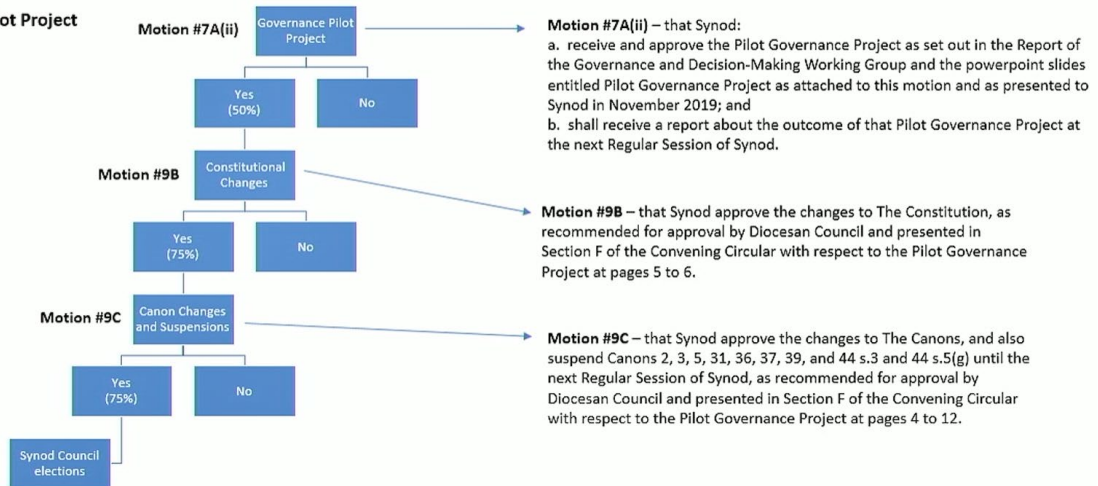 ot Project
Motion #7A(ii)
Governance Pilot
Project
Yes
(50%)
No
Motion #9B
Constitutional
Changes
Yes
(75%)
No
Motion #9C
Canon Changes
and Suspensions
Yes
(75%)
No
Synod Council
elections
Motion #7A(ii) – that Synod:
a. receive and approve the Pilot Governance Project as set out in the Report of
the Governance and Decision-Making Working Group and the powerpoint slides
entitled Pilot Governance Project as attached to this motion and as presented to
Synod in November 2019; and
b. shall receive a report about the outcome of that Pilot Governance Project at
the next Regular Session of Synod.
Motion #9B – that Synod approve the changes to The Constitution, as
recommended for approval by Diocesan Council and presented in
Section F of the Convening Circular with respect to the Pilot Governance
Project at pages 5 to 6.
Motion #9C – that Synod approve the changes to The Canons, and also
suspend Canons 2, 3, 5, 31, 36, 37, 39, and 44 s.3 and 44 s.5(g) until the
next Regular Session of Synod, as recommended for approval by
Diocesan Council and presented in Section F of the Convening Circular
with respect to the Pilot Governance Project at pages 4 to 12.